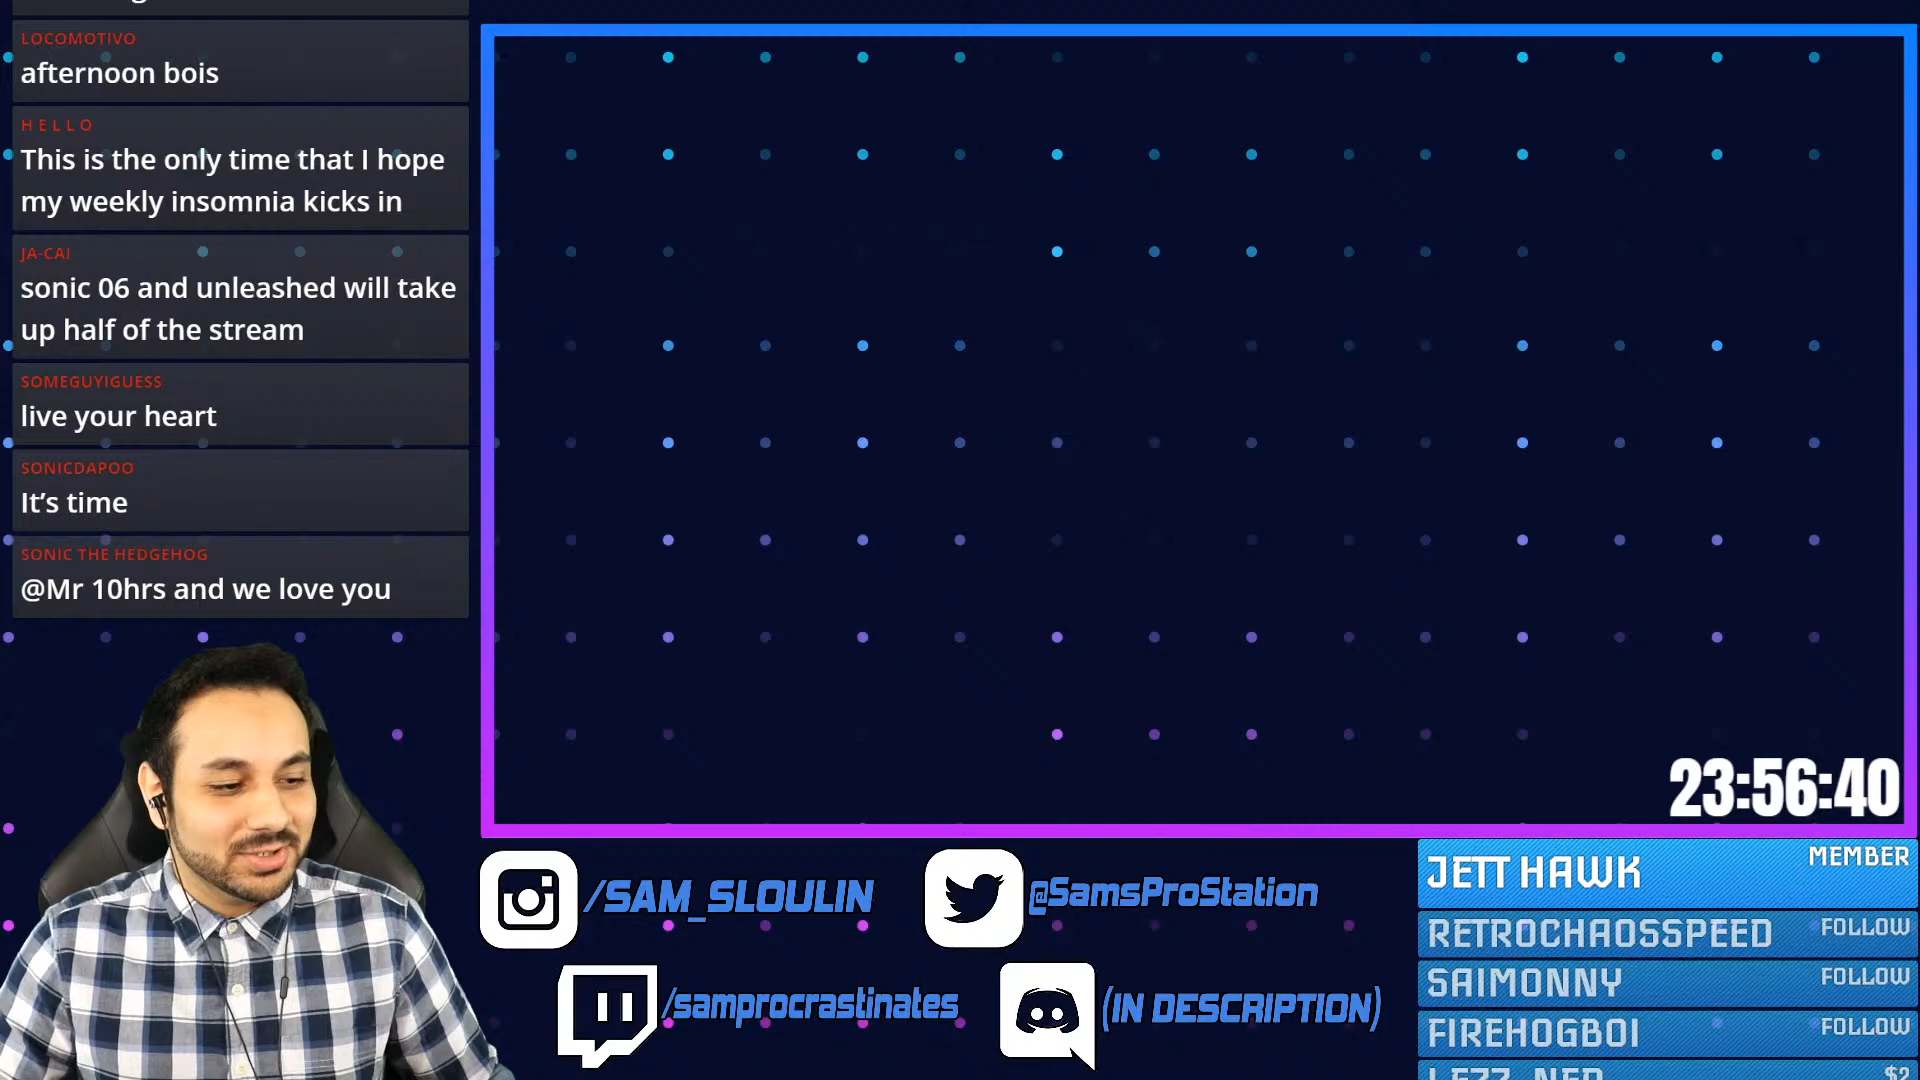 LOCOMOTIVO
afternoon bois
H E L L O
This is the only time that I hope
my weekly insomnia kicks in
JA-CAI
sonic 06 and unleashed will take
up half of the stream
SOMEGUYIGUESS
live your heart
SONICDAPOO
It's time
SONIC THE HEDGEHOG
@Mr 10hrs and we love you
23:56:40
/SAM_SLOULIN
@SamsProStation
/samprocrastinates
(IN DESCRIPTION)
JETT HAWK MEMBER
RETROCHAOSSPEED FOLLOW
SAIMONNY FOLLOW
FIREHOGBOI FOLLOW
$2